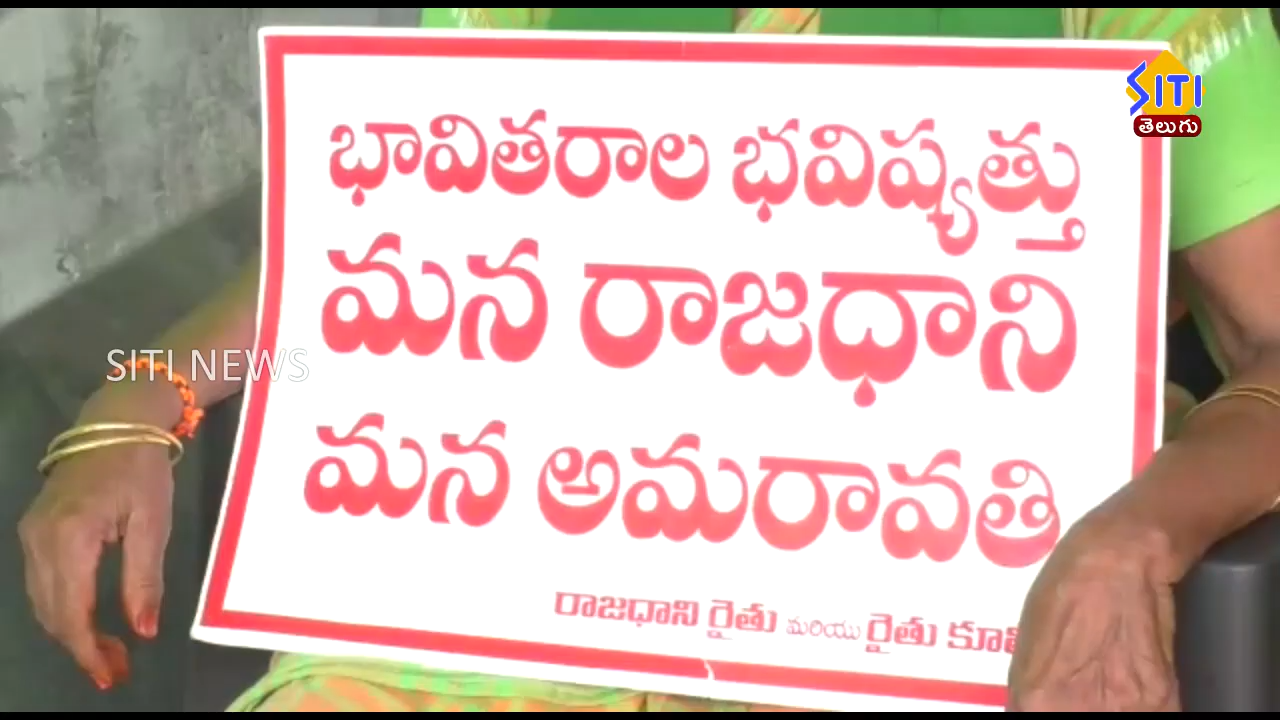 SITI
తెలుగు
భావితరాల భవిష్యత్తు
మన రాజధాని
SITI NEWS
మన అమరావతి
రాజధాని రైతు మరియు రైతు